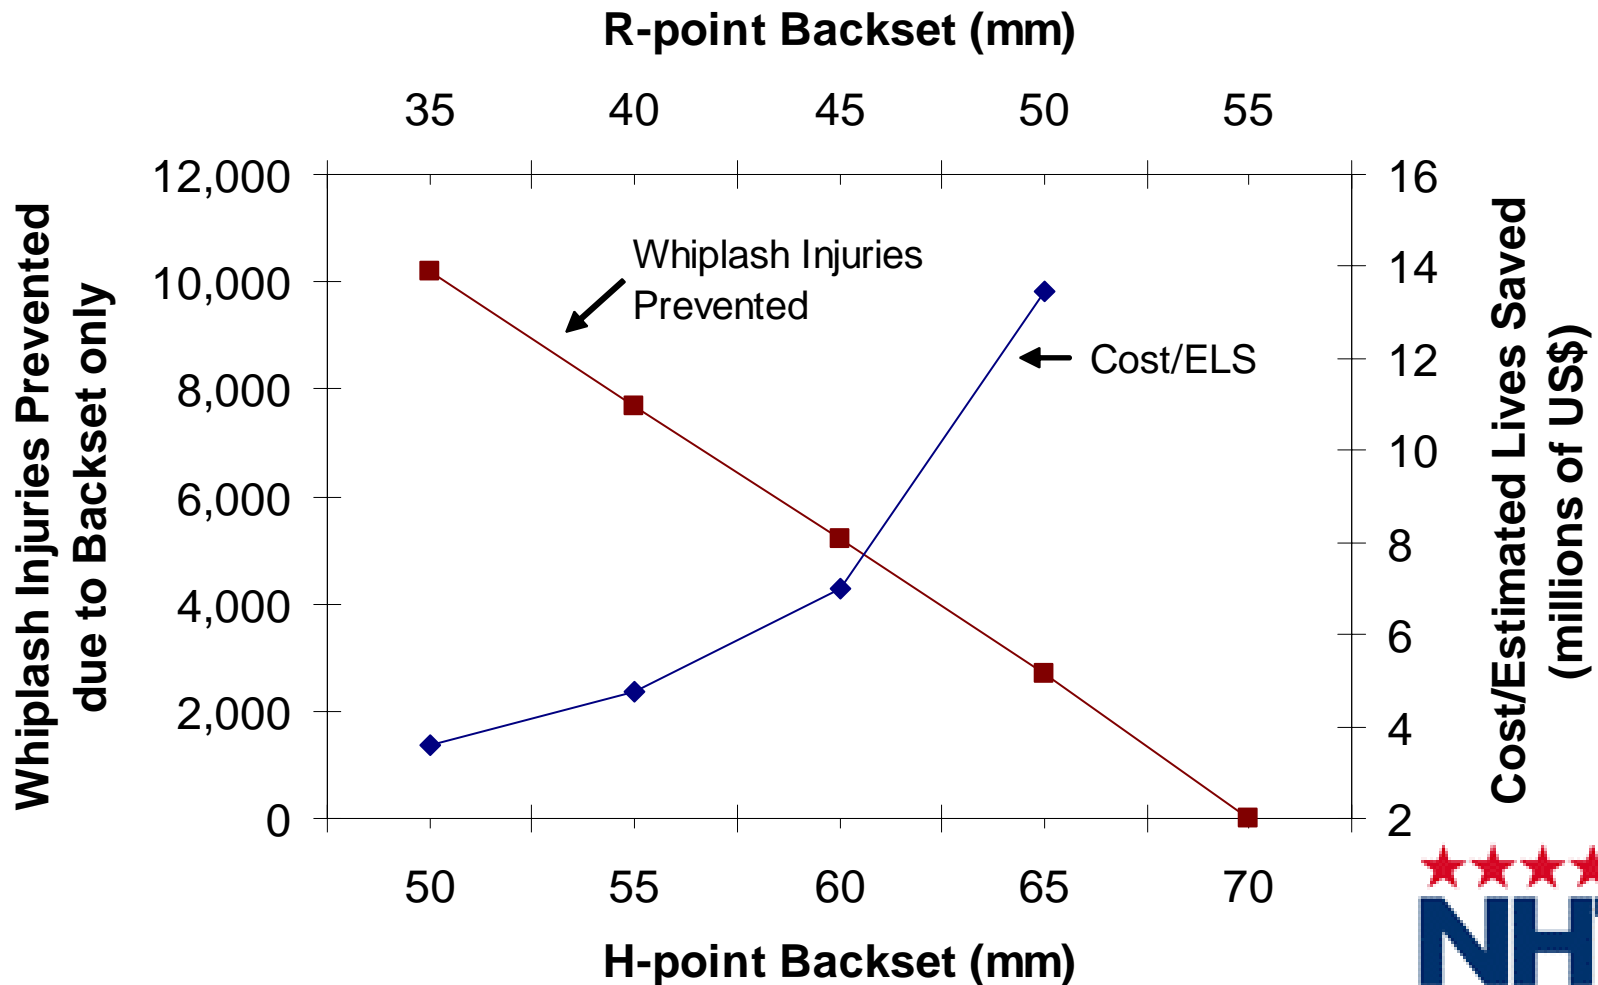 R-point Backset (mm)
35 40 45 50 55
Whiplash Injuries Prevented
due to Backset only
12,000
10,000
8,000
6,000
4,000
2,000
0
Whiplash Injuries
Prevented
Cost/ELS
16
14
12
10
8
6
4
2
Cost/Estimated Lives Saved
(millions of US$)
50 55 60 65 70
H-point Backset (mm)
NH